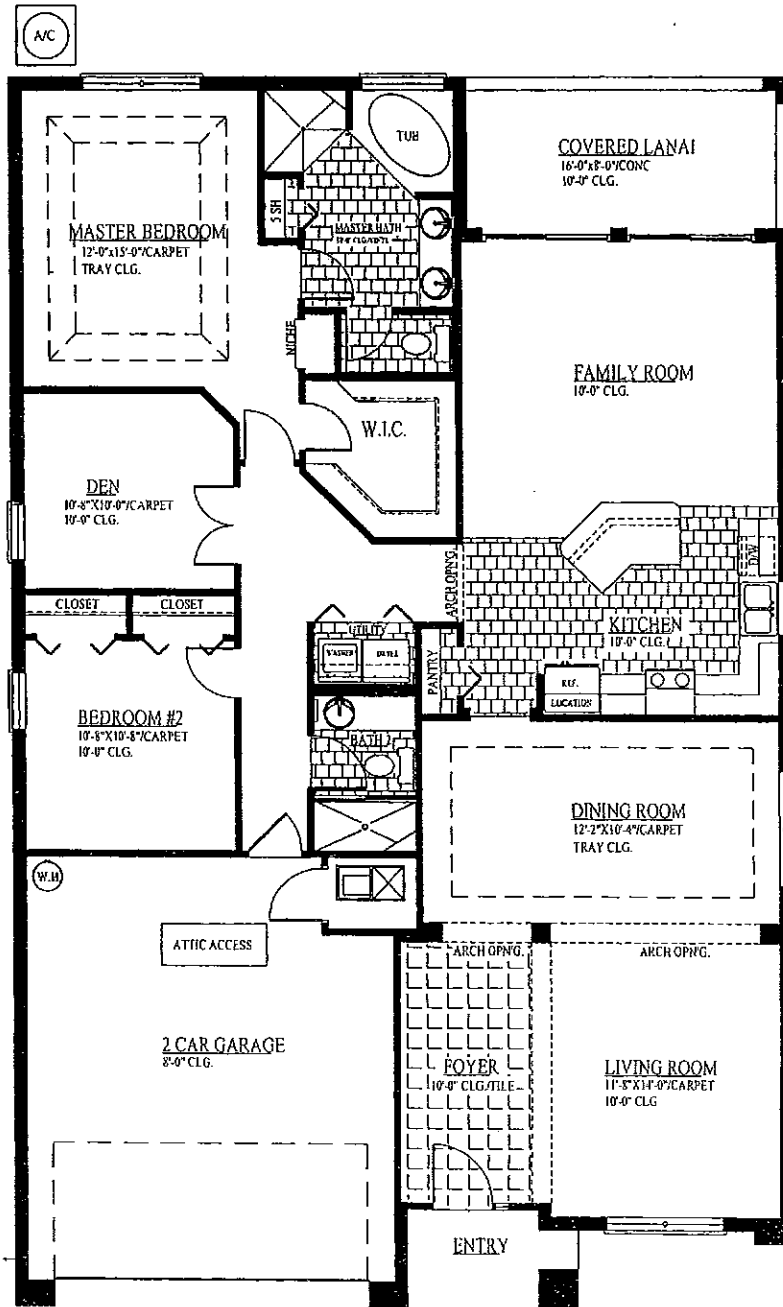 A/C
TUB
COVERED LANAI
16'-0"x8'-0"/CONC
10'-0" CLG.
5 SH
MASTER BEDROOM
12'-0"x15'-0"/CARPET
TRAY CLG.
MASTER BATH
NICHE
FAMILY ROOM
10'-0" CLG.
W.I.C.
DEN
10'-8"X10'-0"/CARPET
10'-0" CLG.
ARCH OPN'G.
D/W
CLOSET
CLOSET
UTILITY
WASHER
DRYER
KITCHEN
10'-0" CLG.
PANTRY
REF.
LOCATION
BEDROOM #2
10'-8"X10'-8"/CARPET
10'-0" CLG.
BATH 2
DINING ROOM
12'-2"X10'-4"/CARPET
TRAY CLG.
W.H
ATTIC ACCESS
ARCH OPN'G.
ARCH OPN'G.
2 CAR GARAGE
8'-0" CLG.
FOYER
10'-0" CLG./TILE
LIVING ROOM
11'-8"X14'-0"/CARPET
10'-0" CLG
ENTRY